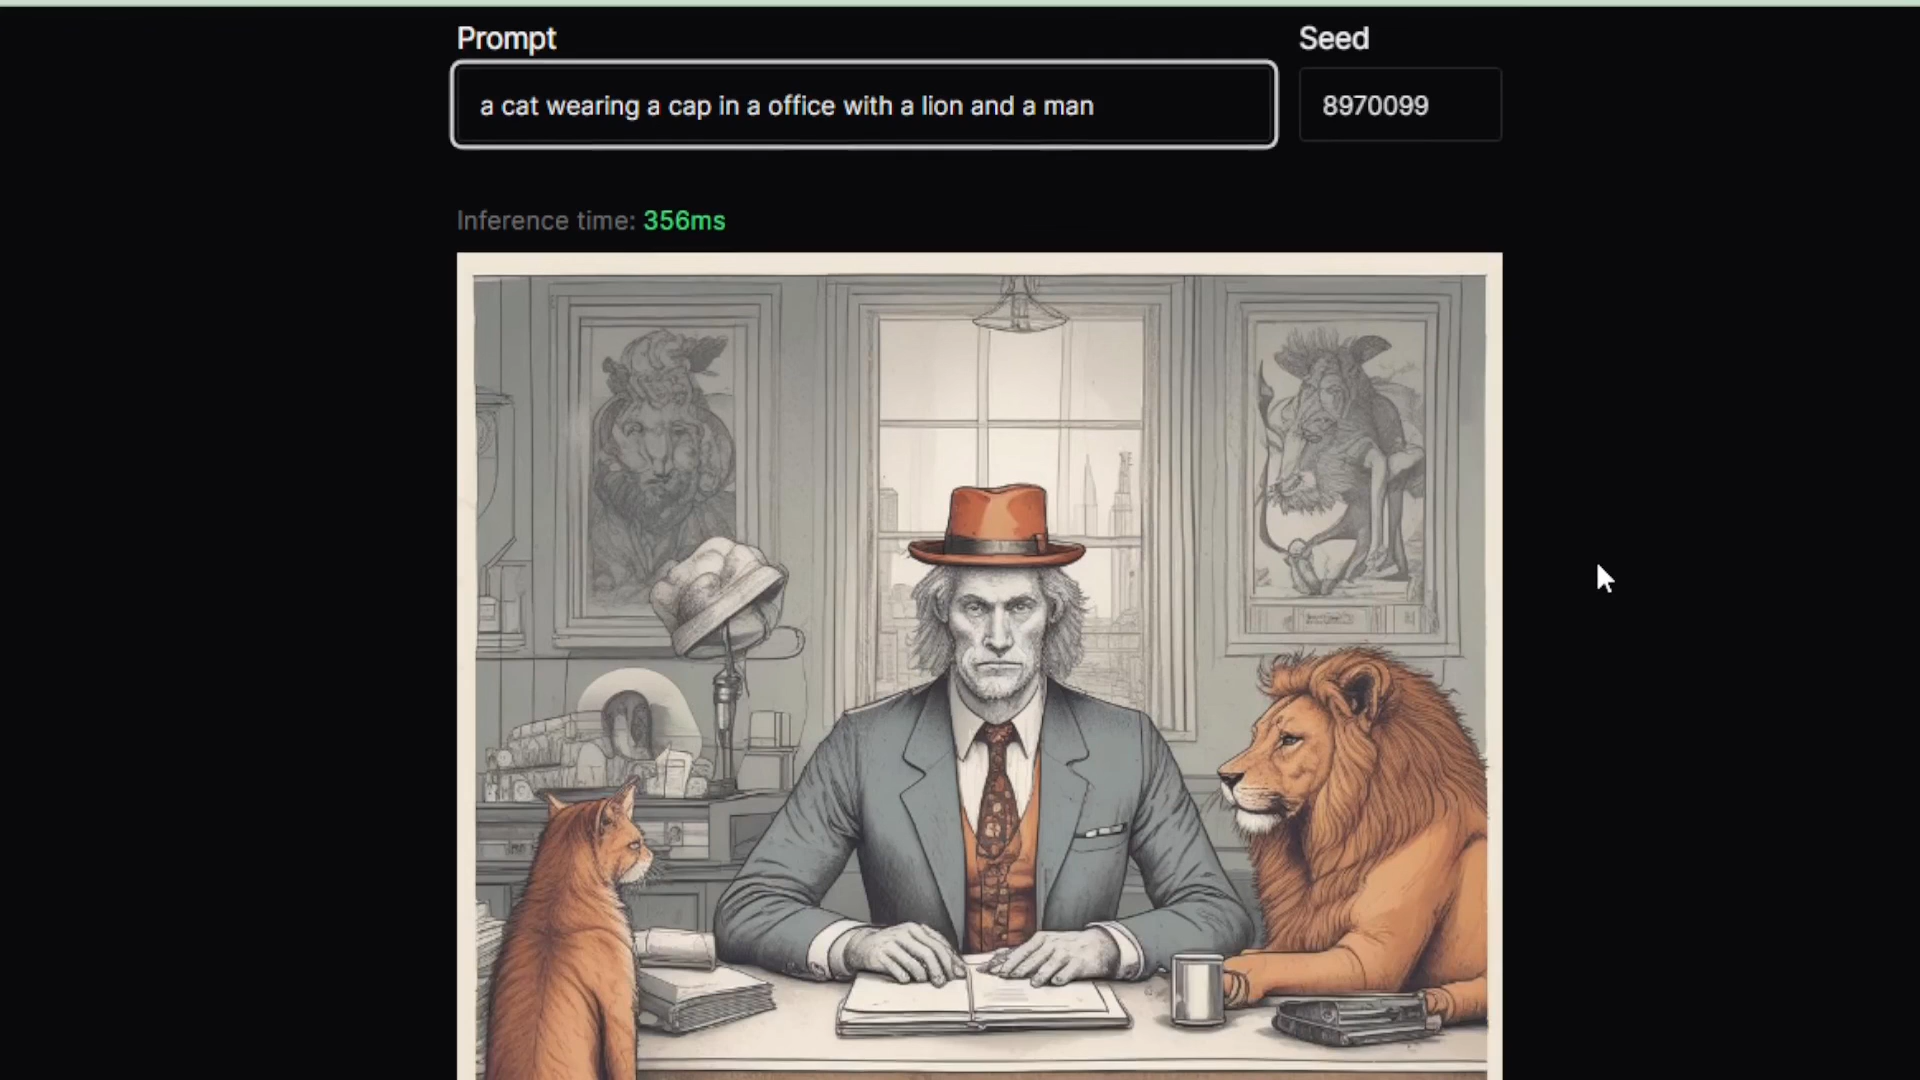 Prompt
Seed
a cat wearing a cap in a office with a lion and a man
8970099
Inference time: 356ms